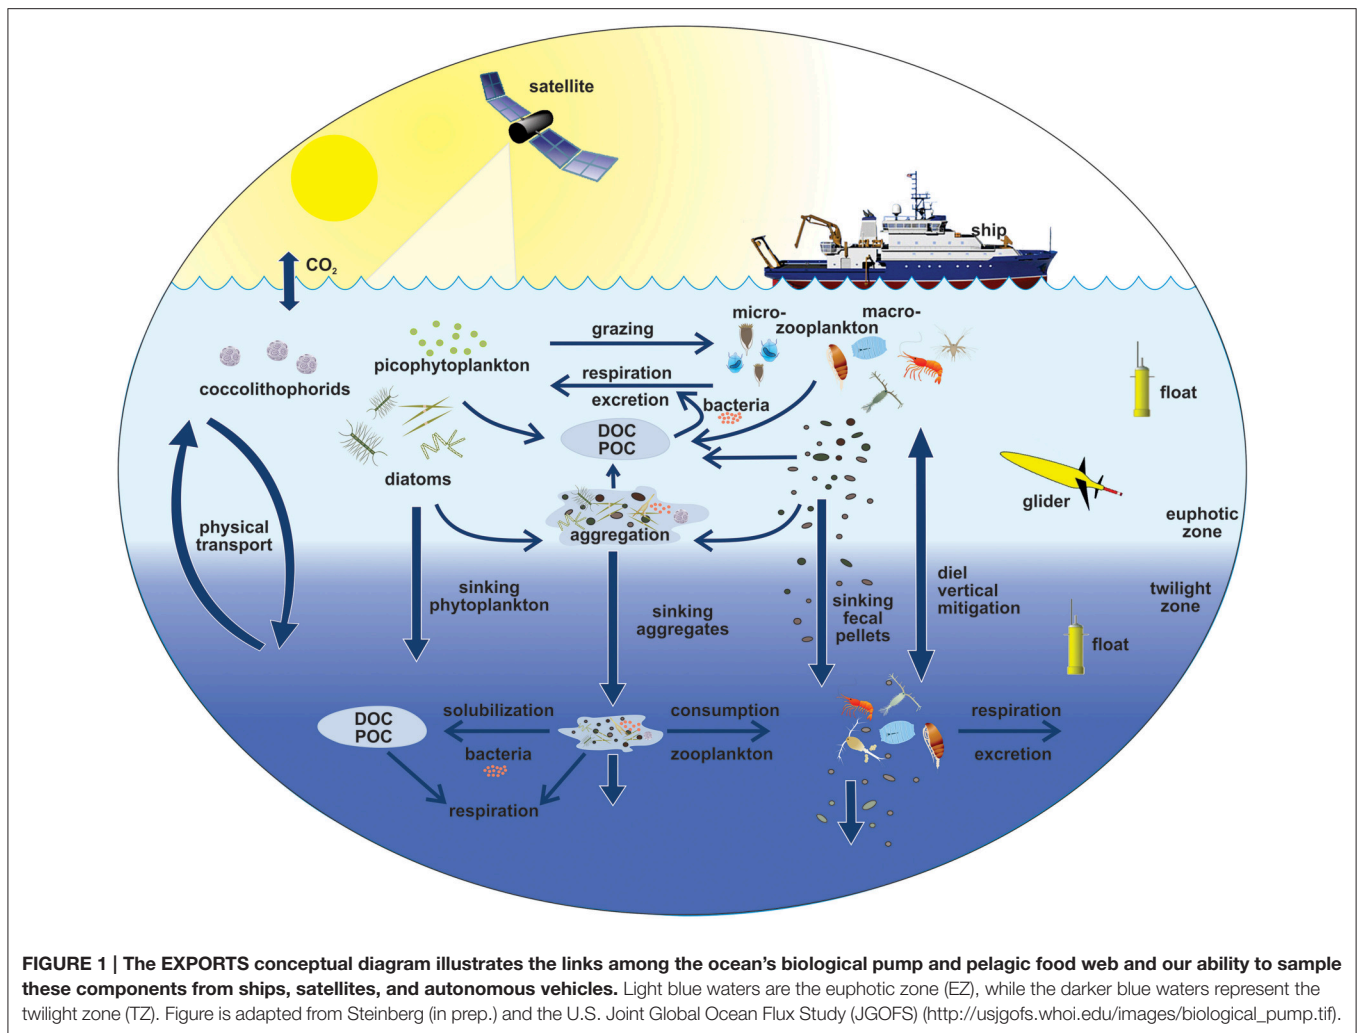 satellite
ship
CO₂
micro-
macro-
zooplankton
grazing
picophytoplankton
coccolithophorids
respiration
excretion
bacteria
float
DOC
POC
diatoms
glider
physical
transport
aggregation
euphotic
zone
sinking
phytoplankton
sinking
aggregates
sinking
fecal
pellets
diel
vertical
mitigation
twilight
zone
float
DOC
POC
solubilization
bacteria
consumption
zooplankton
respiration
excretion
respiration
FIGURE 1 | The EXPORTS conceptual diagram illustrates the links among the ocean's biological pump and pelagic food web and our ability to sample
these components from ships, satellites, and autonomous vehicles. Light blue waters are the euphotic zone (EZ), while the darker blue waters represent the
twilight zone (TZ). Figure is adapted from Steinberg (in prep.) and the U.S. Joint Global Ocean Flux Study (JGOFS) (http://usjgofs.whoi.edu/images/biological_pump.tif).